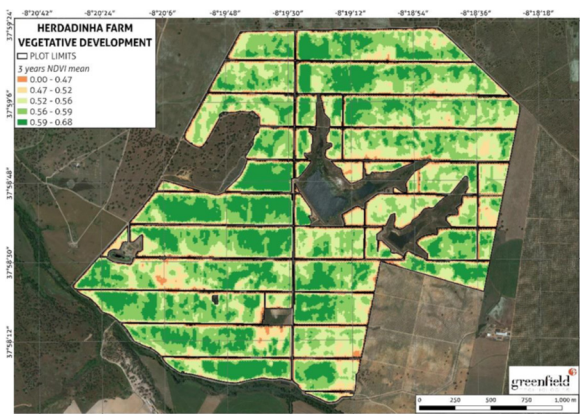 -8°20'42" -8°20'24" -8°20'6" -8°19'48" -8°19'30" -8°19'12" -8°18'54" -8°18'36" -8°18'18"
37°59'24"
37°59'6"
37°58'48"
37°58'30"
37°58'12"
HERDADINHA FARM
VEGETATIVE DEVELOPMENT
PLOT LIMITS
3 years NDVI mean
0.00 - 0.47
0.47 - 0.52
0.52 - 0.56
0.56 - 0.59
0.59 - 0.68
greenfield
0 250 500 750 1,000 m